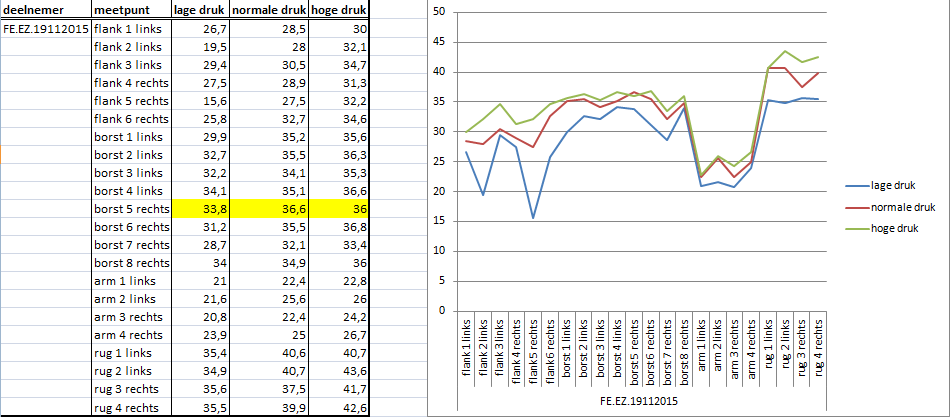 deelnemer meetpunt lage druk normale druk hoge druk
FE.EZ.19112015 flank 1 links 26,7 28,5 30
flank 2 links 19,5 28 32,1
flank 3 links 29,4 30,5 34,7
flank 4 rechts 27,5 28,9 31,3
flank 5 rechts 15,6 27,5 32,2
flank 6 rechts 25,8 32,7 34,6
borst 1 links 29,9 35,2 35,6
borst 2 links 32,7 35,5 36,3
borst 3 links 32,2 34,1 35,3
borst 4 links 34,1 35,1 36,6
borst 5 rechts 33,8 36,6 36
borst 6 rechts 31,2 35,5 36,8
borst 7 rechts 28,7 32,1 33,4
borst 8 rechts 34 34,9 36
arm 1 links 21 22,4 22,8
arm 2 links 21,6 25,6 26
arm 3 rechts 20,8 22,4 24,2
arm 4 rechts 23,9 25 26,7
rug 1 links 35,4 40,6 40,7
rug 2 links 34,9 40,7 43,6
rug 3 rechts 35,6 37,5 41,7
rug 4 rechts 35,5 39,9 42,6
50
45
40
35
30
25
20
15
10
5
0
flank 1 links
flank 2 links
flank 3 links
flank 4 rechts
flank 5 rechts
flank 6 rechts
borst 1 links
borst 2 links
borst 3 links
borst 4 rechts
borst 5 rechts
borst 6 rechts
borst 7 rechts
borst 8 rechts
arm 1 links
arm 2 links
arm 3 rechts
arm 4 rechts
rug 1 links
rug 2 links
rug 3 rechts
rug 4 rechts
FE.EZ.19112015
lage druk
normale druk
hoge druk